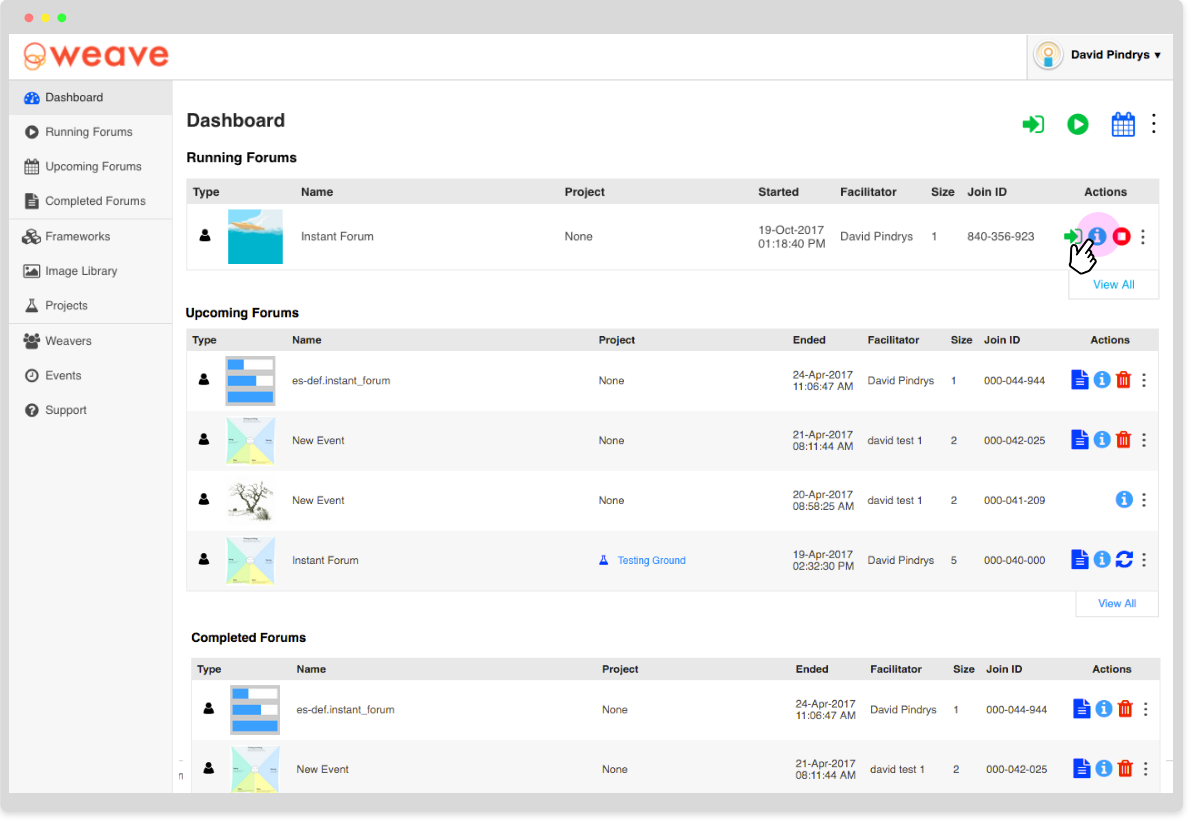 weave
David Pindrys ▾
Dashboard
Running Forums
Upcoming Forums
Completed Forums
Frameworks
Image Library
Projects
Weavers
Events
Support
Dashboard
Running Forums
Type Name Project Started Facilitator Size Join ID Actions
Instant Forum None 19-Oct-2017 01:18:40 PM David Pindrys 1 840-356-923
View All
Upcoming Forums
Type Name Project Ended Facilitator Size Join ID Actions
es-def.instant_forum None 24-Apr-2017 11:06:47 AM David Pindrys 1 000-044-944
New Event None 21-Apr-2017 08:11:44 AM david test 1 2 000-042-025
New Event None 20-Apr-2017 08:58:25 AM david test 1 2 000-041-209
Instant Forum Testing Ground 19-Apr-2017 02:32:30 PM David Pindrys 5 000-040-000
View All
Completed Forums
Type Name Project Ended Facilitator Size Join ID Actions
es-def.instant_forum None 24-Apr-2017 11:06:47 AM David Pindrys 1 000-044-944
New Event None 21-Apr-2017 08:11:44 AM david test 1 2 000-042-025